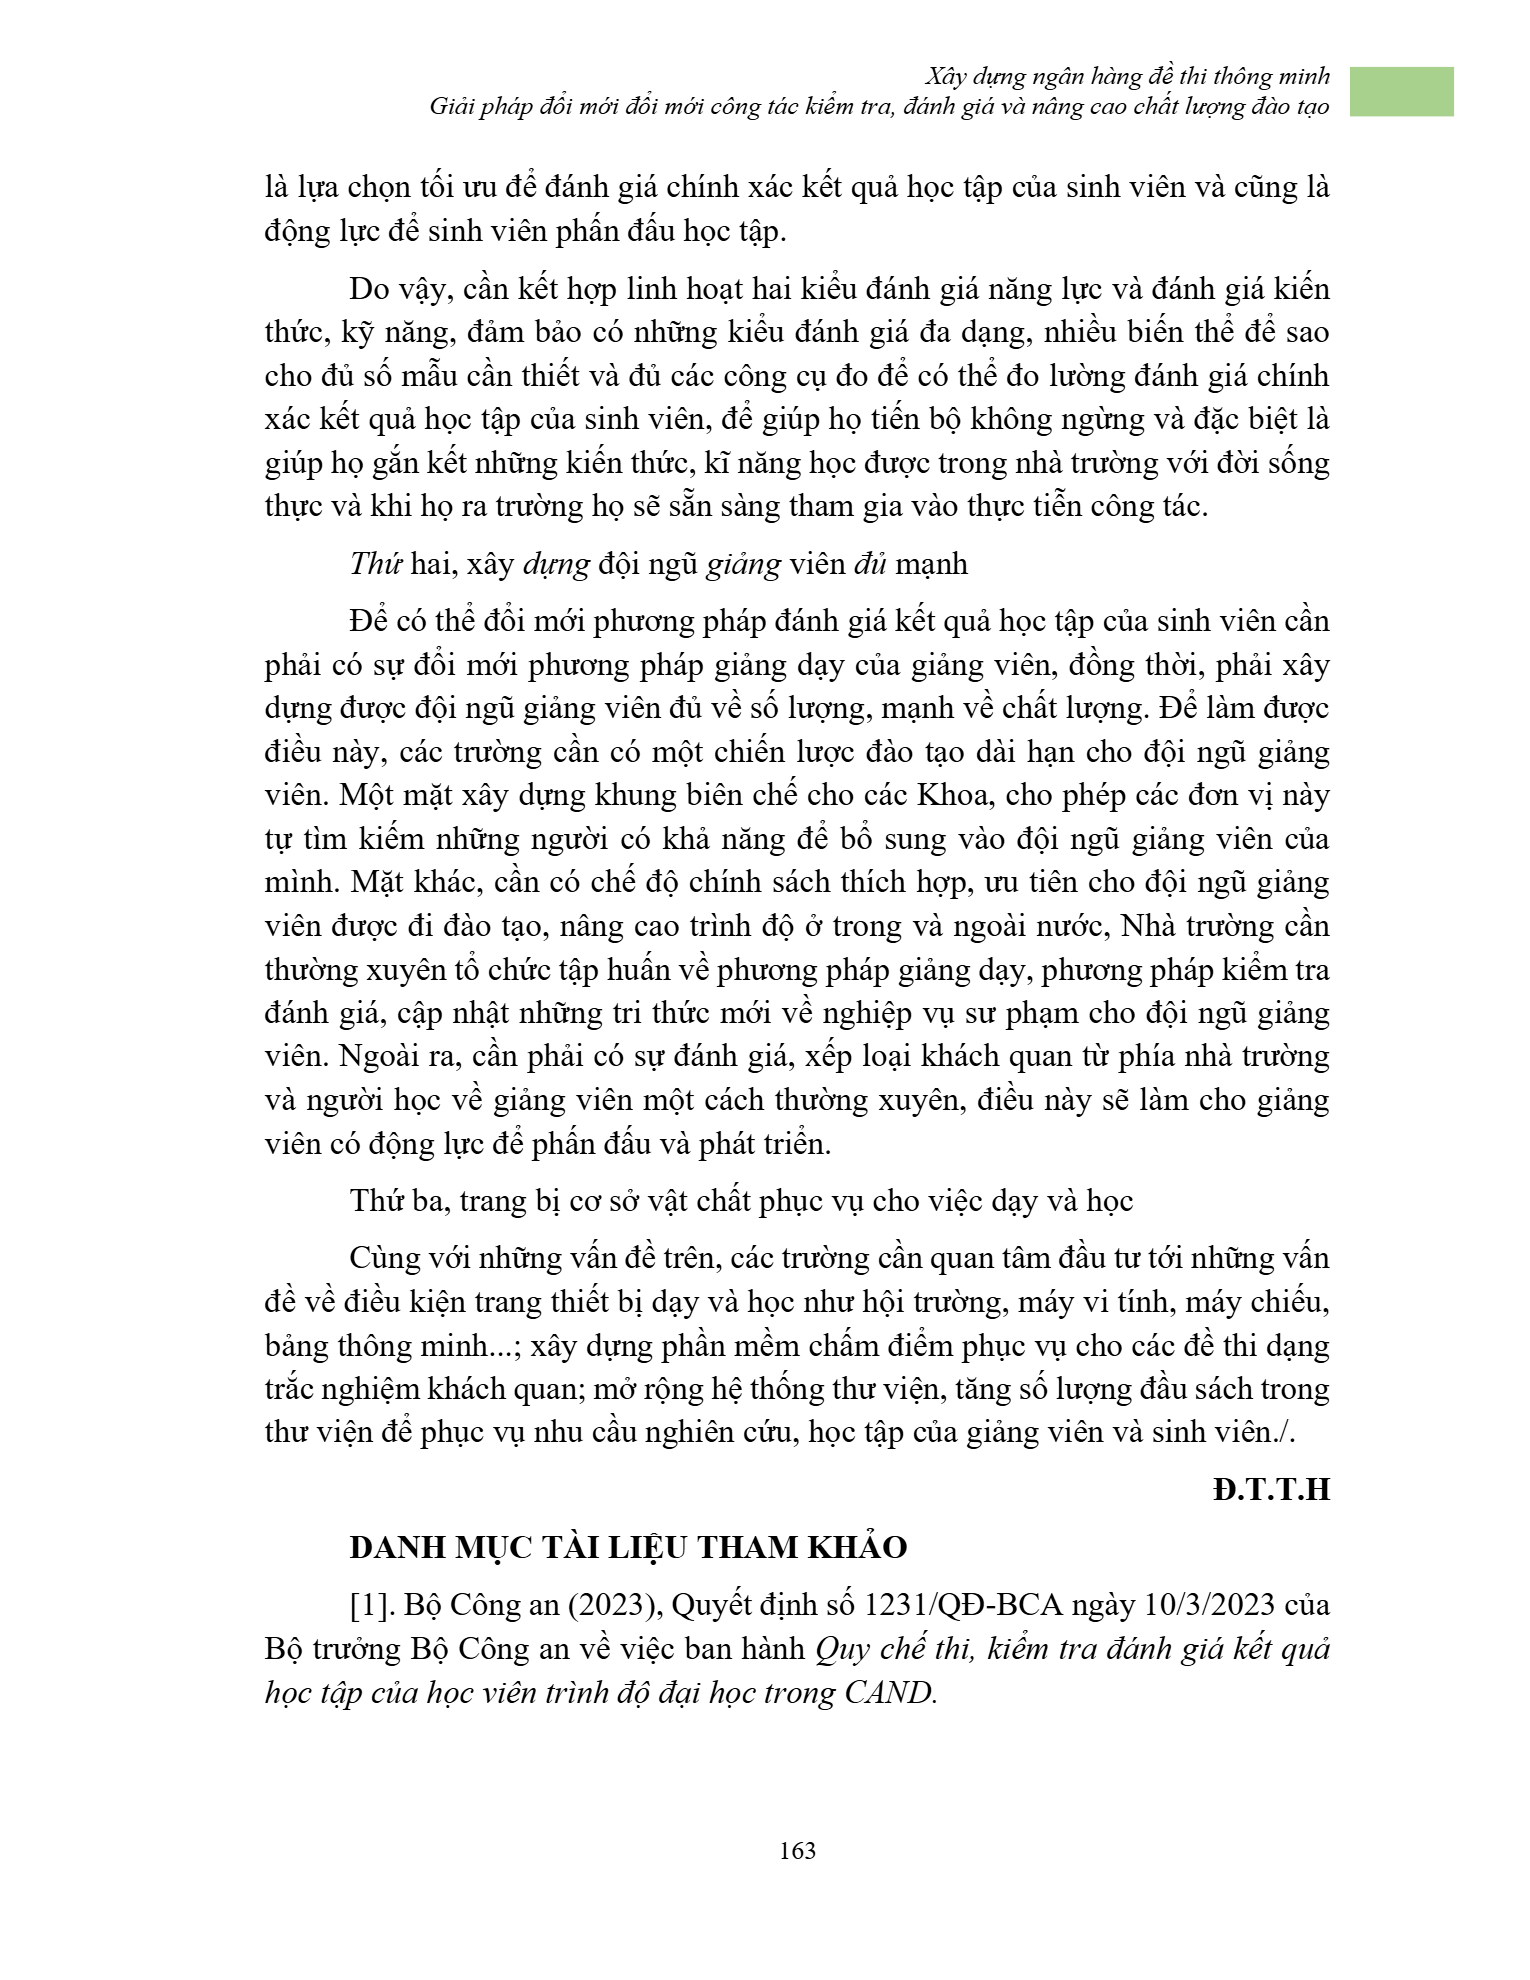 Xây dựng ngân hàng đề thi thông minh
Giải pháp đổi mới đổi mới công tác kiểm tra, đánh giá và nâng cao chất lượng đào tạo
là lựa chọn tối ưu để đánh giá chính xác kết quả học tập của sinh viên và cũng là
động lực để sinh viên phấn đấu học tập.
Do vậy, cần kết hợp linh hoạt hai kiểu đánh giá năng lực và đánh giá kiến
thức, kỹ năng, đảm bảo có những kiểu đánh giá đa dạng, nhiều biến thể để sao
cho đủ số mẫu cần thiết và đủ các công cụ đo để có thể đo lường đánh giá chính
xác kết quả học tập của sinh viên, để giúp họ tiến bộ không ngừng và đặc biệt là
giúp họ gắn kết những kiến thức, kĩ năng học được trong nhà trường với đời sống
thực và khi họ ra trường họ sẽ sẵn sàng tham gia vào thực tiễn công tác.
Thứ hai, xây dựng đội ngũ giảng viên đủ mạnh
Để có thể đổi mới phương pháp đánh giá kết quả học tập của sinh viên cần
phải có sự đổi mới phương pháp giảng dạy của giảng viên, đồng thời, phải xây
dựng được đội ngũ giảng viên đủ về số lượng, mạnh về chất lượng. Để làm được
điều này, các trường cần có một chiến lược đào tạo dài hạn cho đội ngũ giảng
viên. Một mặt xây dựng khung biên chế cho các Khoa, cho phép các đơn vị này
tự tìm kiếm những người có khả năng để bổ sung vào đội ngũ giảng viên của
mình. Mặt khác, cần có chế độ chính sách thích hợp, ưu tiên cho đội ngũ giảng
viên được đi đào tạo, nâng cao trình độ ở trong và ngoài nước, Nhà trường cần
thường xuyên tổ chức tập huấn về phương pháp giảng dạy, phương pháp kiểm tra
đánh giá, cập nhật những tri thức mới về nghiệp vụ sư phạm cho đội ngũ giảng
viên. Ngoài ra, cần phải có sự đánh giá, xếp loại khách quan từ phía nhà trường
và người học về giảng viên một cách thường xuyên, điều này sẽ làm cho giảng
viên có động lực để phấn đấu và phát triển.
Thứ ba, trang bị cơ sở vật chất phục vụ cho việc dạy và học
Cùng với những vấn đề trên, các trường cần quan tâm đầu tư tới những vấn
đề về điều kiện trang thiết bị dạy và học như hội trường, máy vi tính, máy chiếu,
bảng thông minh...; xây dựng phần mềm chấm điểm phục vụ cho các đề thi dạng
trắc nghiệm khách quan; mở rộng hệ thống thư viện, tăng số lượng đầu sách trong
thư viện để phục vụ nhu cầu nghiên cứu, học tập của giảng viên và sinh viên./.
Đ.T.T.H
DANH MỤC TÀI LIỆU THAM KHẢO
[1]. Bộ Công an (2023), Quyết định số 1231/QĐ-BCA ngày 10/3/2023 của
Bộ trưởng Bộ Công an về việc ban hành Quy chế thi, kiểm tra đánh giá kết quả
học tập của học viên trình độ đại học trong CAND.
163